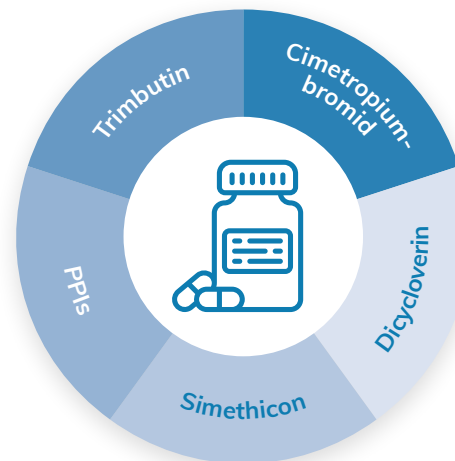 Cimetropium-
bromid
Dicycloverin
Simethicon
PPIs
Trimbutin